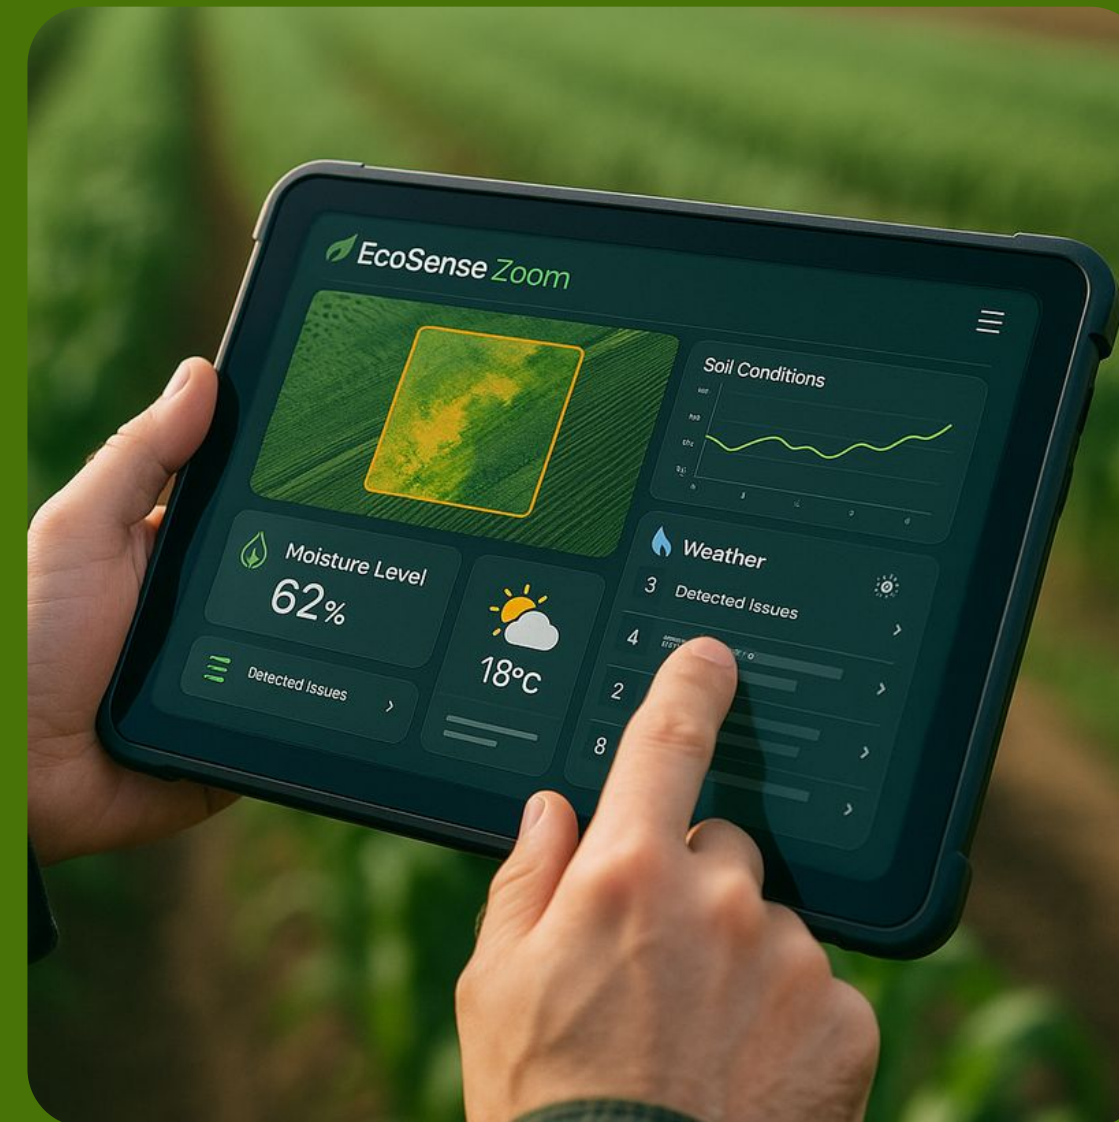 EcoSense Zoom
Soil Conditions
Moisture Level
62%
Detected Issues
18°C
Weather
3 Detected Issues
4
2
8